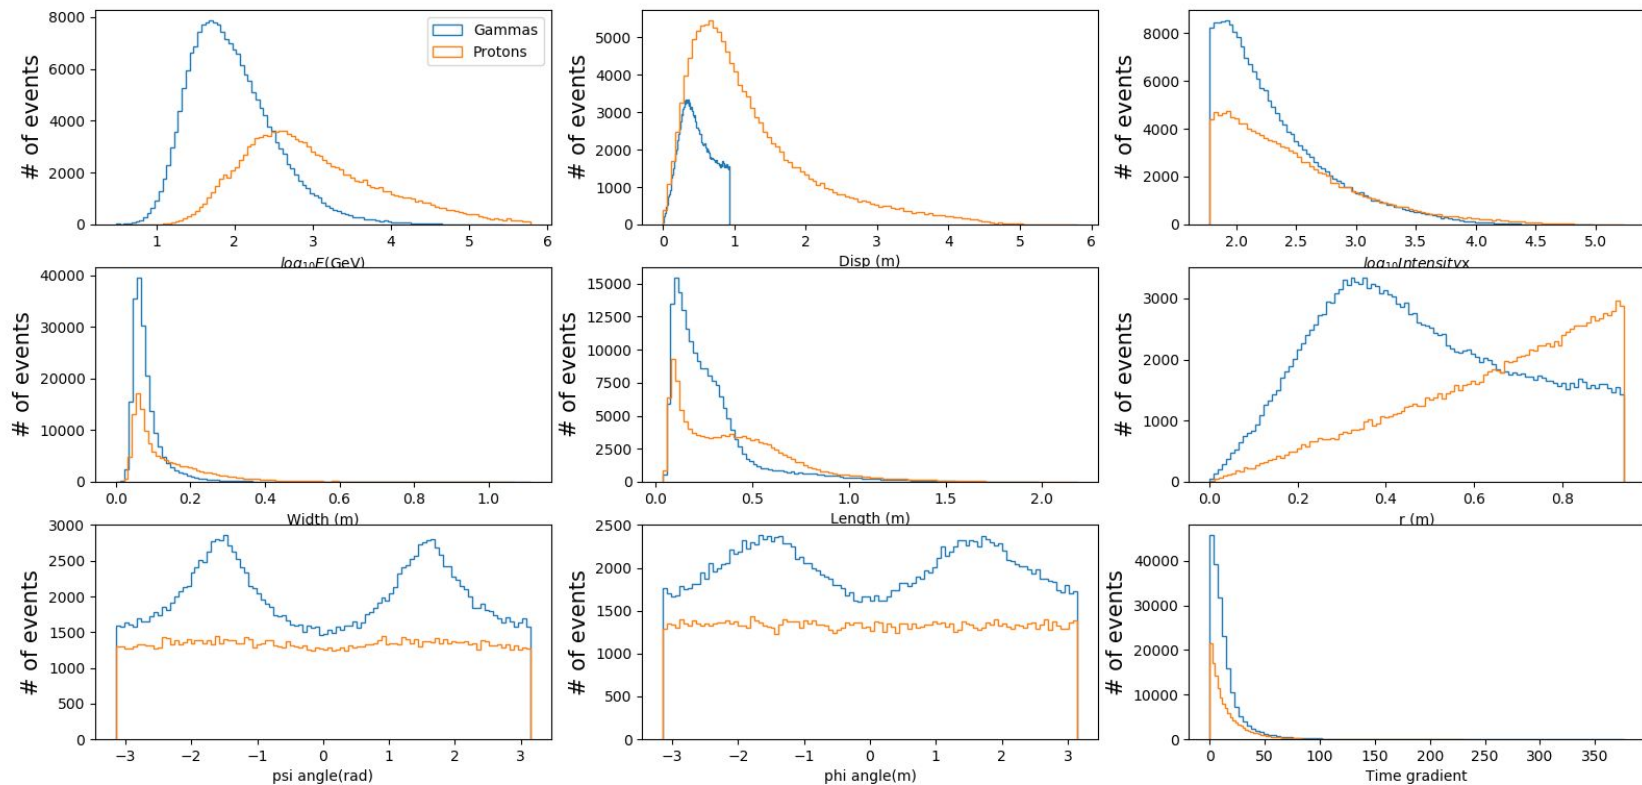 8000
6000
4000
2000
0
# of events
Gammas
Protons
1 2 3 4 5 6
log10E(GeV)
5000
4000
3000
2000
1000
0
# of events
0 1 2 3 4 5 6
Disp (m)
8000
6000
4000
2000
0
# of events
2.0 2.5 3.0 3.5 4.0 4.5 5.0
log10Intensityx
40000
30000
20000
10000
0
# of events
0.0 0.2 0.4 0.6 0.8 1.0
Width (m)
15000
12500
10000
7500
5000
2500
0
# of events
0.0 0.5 1.0 1.5 2.0
Length (m)
3000
2000
1000
0
# of events
0.0 0.2 0.4 0.6 0.8
r (m)
3000
2500
2000
1500
1000
500
0
# of events
−3 −2 −1 0 1 2 3
psi angle(rad)
2500
2000
1500
1000
500
0
# of events
−3 −2 −1 0 1 2 3
phi angle(m)
40000
30000
20000
10000
0
# of events
0 50 100 150 200 250 300 350
Time gradient